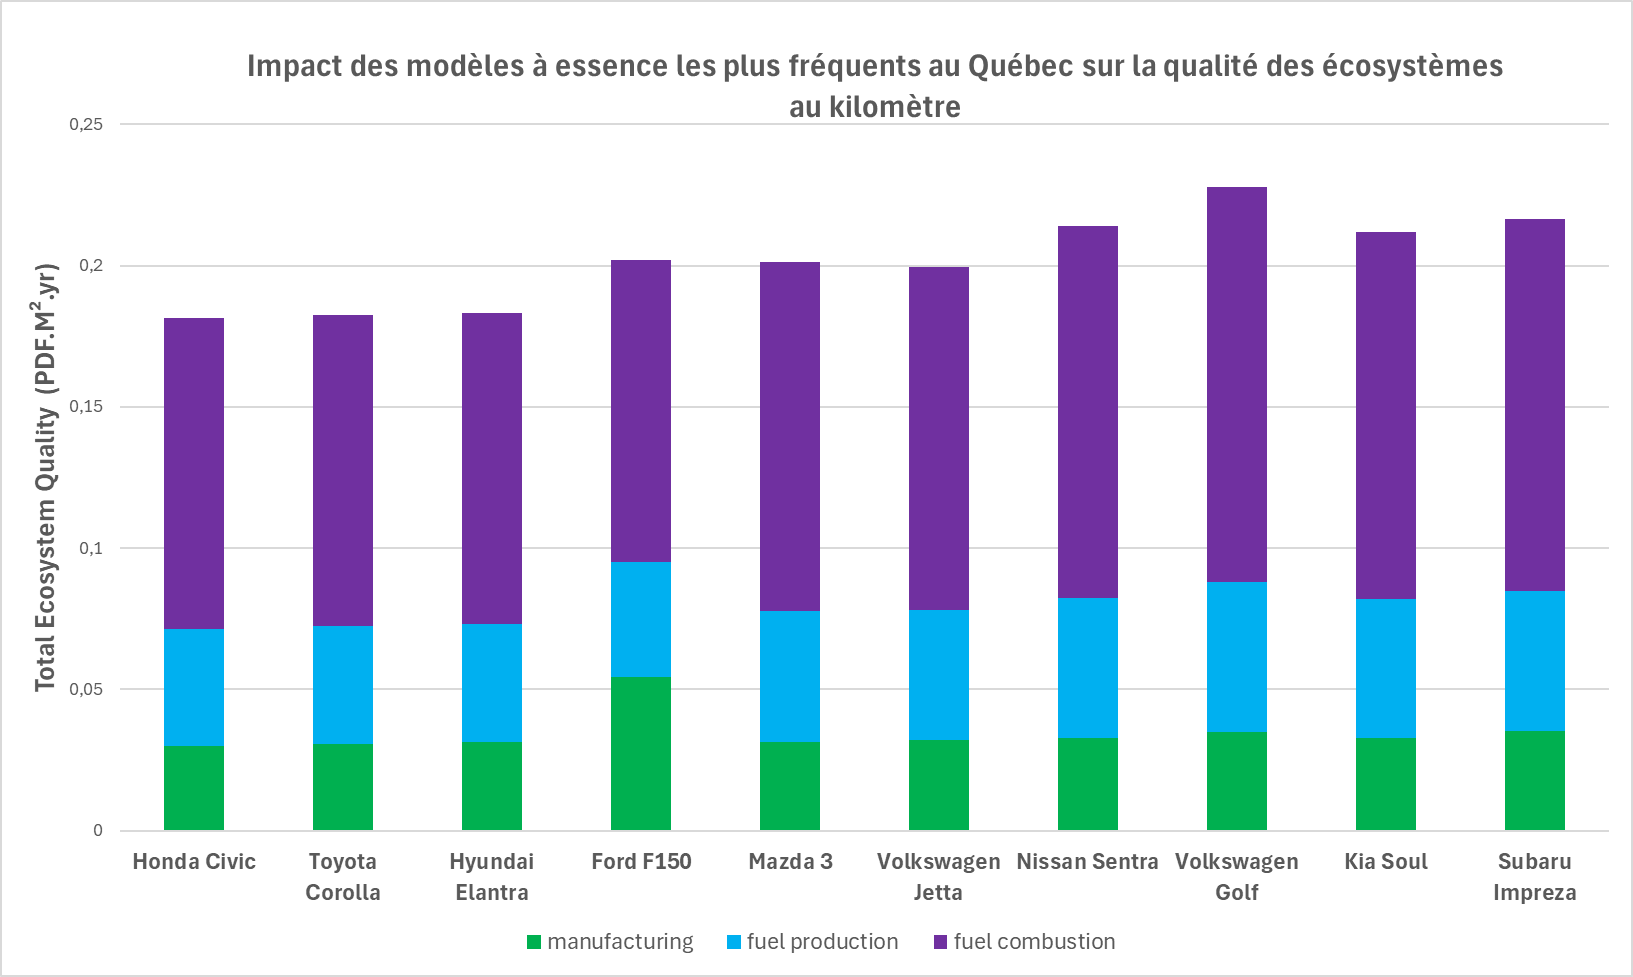 Impact des modèles à essence les plus fréquents au Québec sur la qualité des écosystèmes
au kilomètre
Total Ecosystem Quality (PDF.M².yr)
0,25
0,2
0,15
0,1
0,05
0
Honda Civic
Toyota
Corolla
Hyundai
Elantra
Ford F150
Mazda 3
Volkswagen
Jetta
Nissan Sentra
Volkswagen
Golf
Kia Soul
Subaru
Impreza
manufacturing
fuel production
fuel combustion